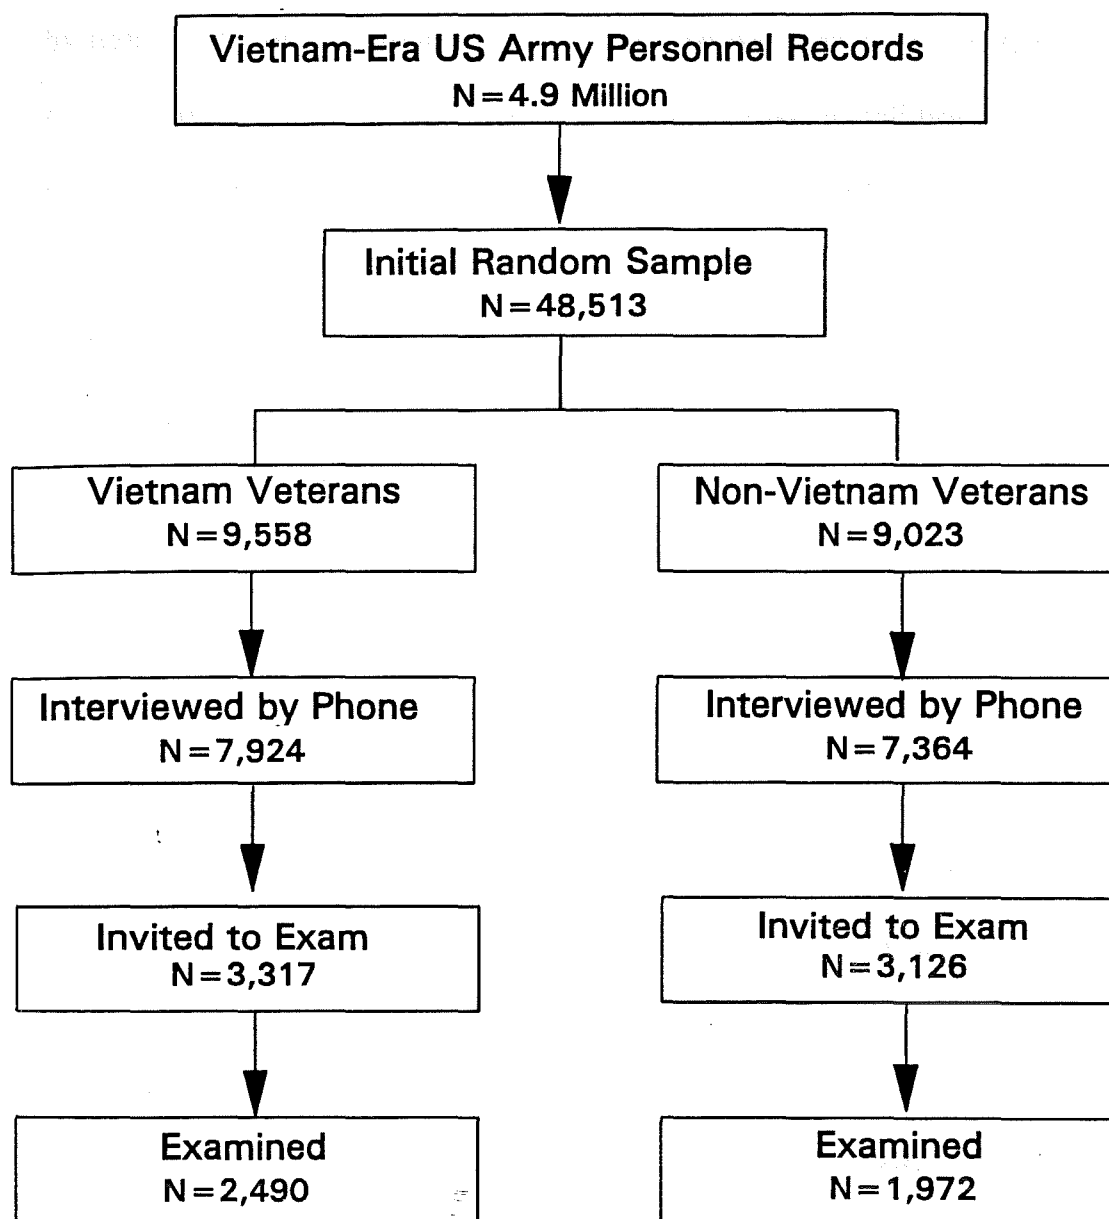 Vietnam-Era US Army Personnel Records
N=4.9 Million
Initial Random Sample
N=48,513
Vietnam Veterans
N=9,558
Non-Vietnam Veterans
N=9,023
Interviewed by Phone
N=7,924
Interviewed by Phone
N=7,364
Invited to Exam
N=3,317
Invited to Exam
N=3,126
Examined
N=2,490
Examined
N=1,972